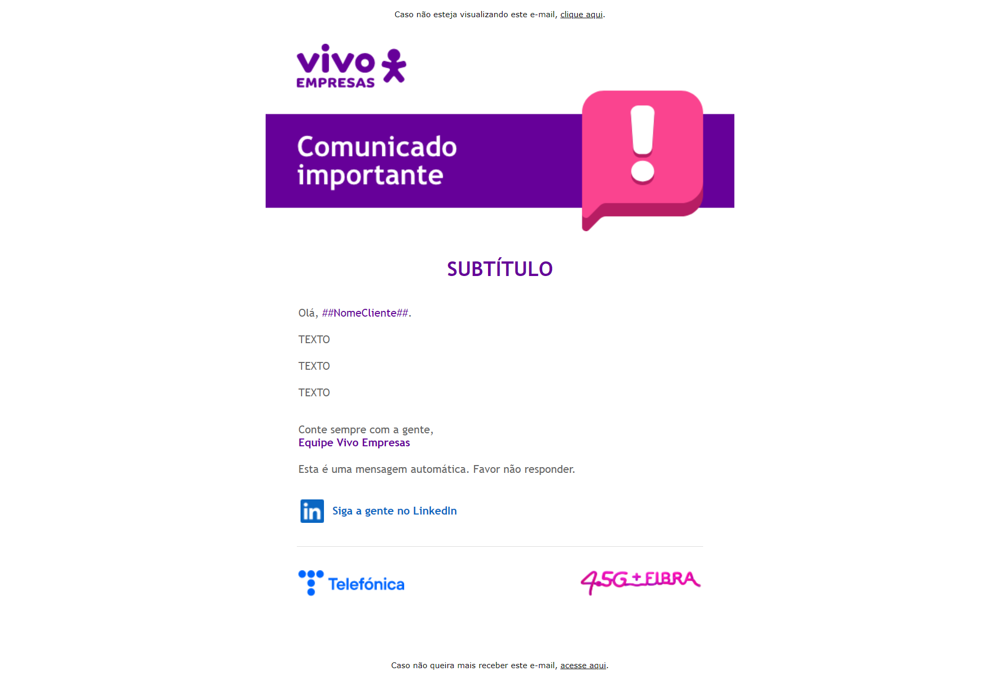 Caso não esteja visualizando este e-mail, clique aqui.
vivo
EMPRESAS
Comunicado
importante
!
SUBTÍTULO
Olá, ##NomeCliente##.
TEXTO
TEXTO
TEXTO
Conte sempre com a gente,
Equipe Vivo Empresas
Esta é uma mensagem automática. Favor não responder.
in Siga a gente no LinkedIn
Telefónica
4.5G + FIBRA
Caso não queira mais receber este e-mail, acesse aqui.